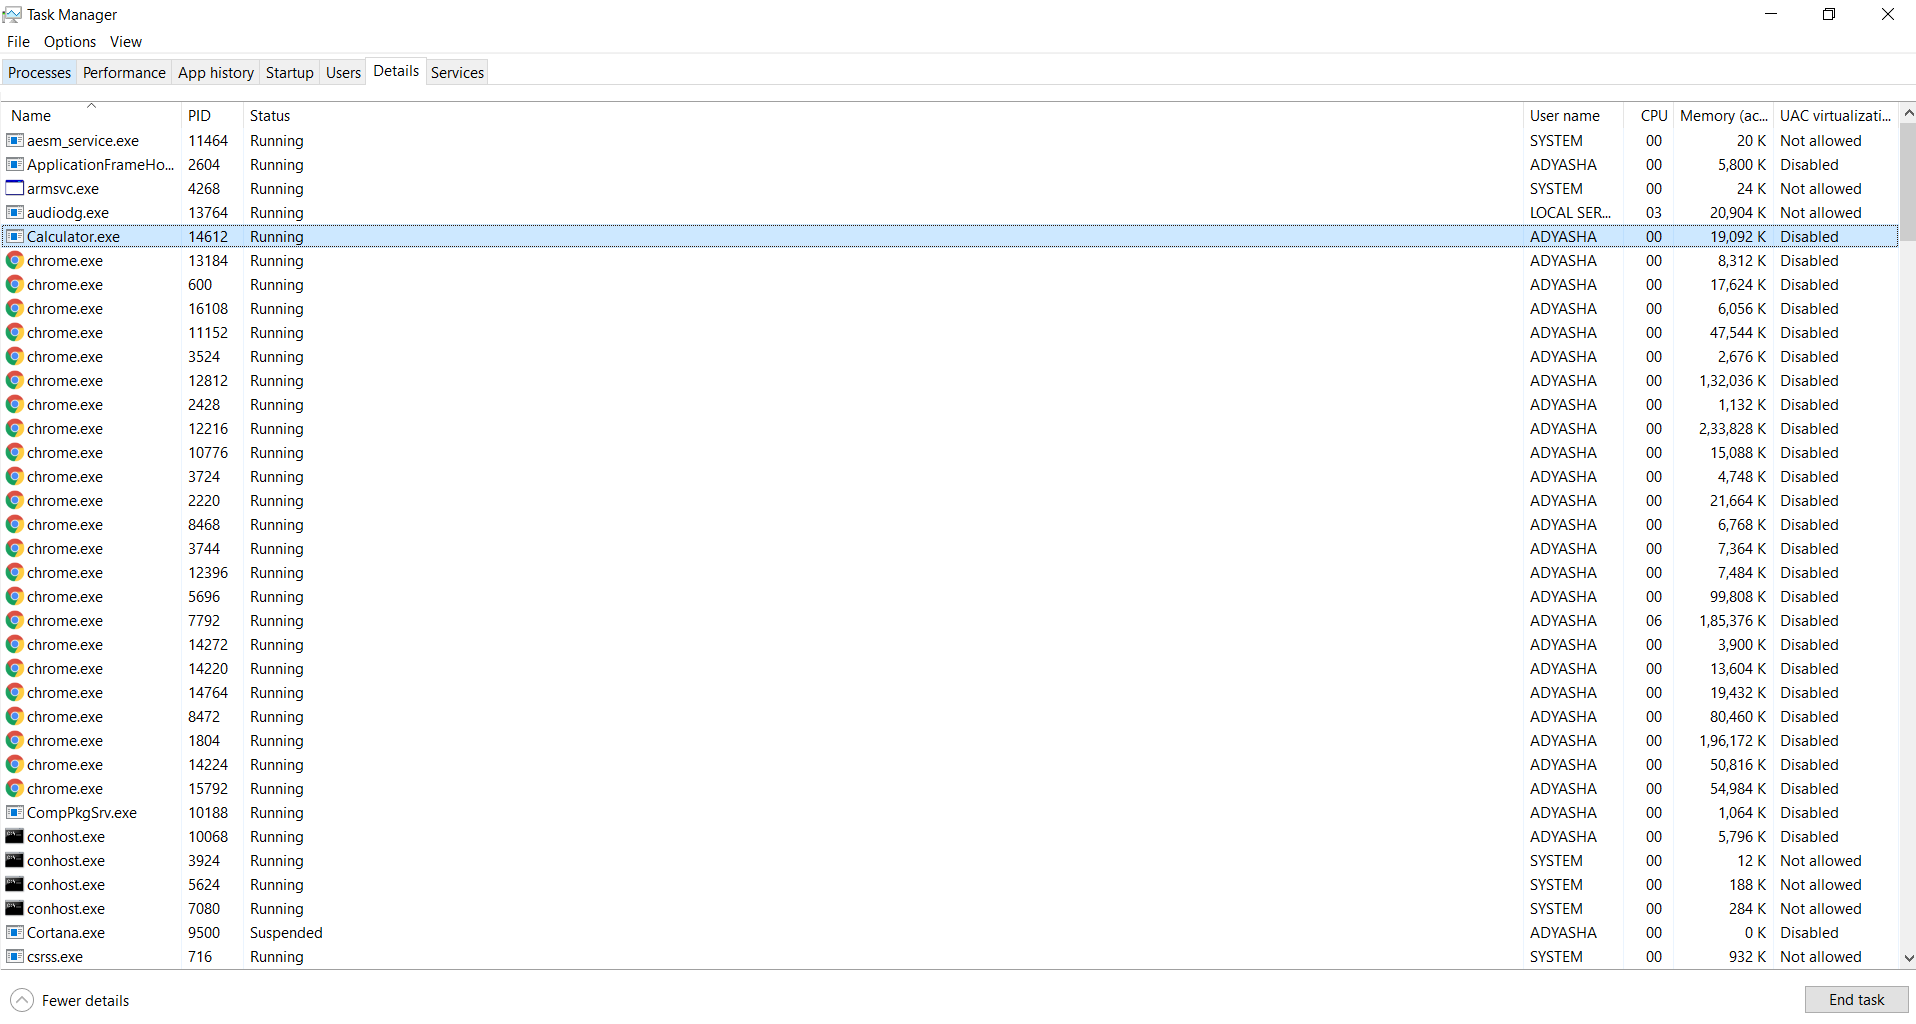 Task Manager
File Options View
Processes Performance App history Startup Users Details Services
Name PID Status User name CPU Memory (ac... UAC virtualizati...
aesm_service.exe 11464 Running SYSTEM 00 20 K Not allowed
ApplicationFrameHo... 2604 Running ADYASHA 00 5,800 K Disabled
armsvc.exe 4268 Running SYSTEM 00 24 K Not allowed
audiodg.exe 13764 Running LOCAL SER... 03 20,904 K Not allowed
Calculator.exe 14612 Running ADYASHA 00 19,092 K Disabled
chrome.exe 13184 Running ADYASHA 00 8,312 K Disabled
chrome.exe 600 Running ADYASHA 00 17,624 K Disabled
chrome.exe 16108 Running ADYASHA 00 6,056 K Disabled
chrome.exe 11152 Running ADYASHA 00 47,544 K Disabled
chrome.exe 3524 Running ADYASHA 00 2,676 K Disabled
chrome.exe 12812 Running ADYASHA 00 1,32,036 K Disabled
chrome.exe 2428 Running ADYASHA 00 1,132 K Disabled
chrome.exe 12216 Running ADYASHA 00 2,33,828 K Disabled
chrome.exe 10776 Running ADYASHA 00 15,088 K Disabled
chrome.exe 3724 Running ADYASHA 00 4,748 K Disabled
chrome.exe 2220 Running ADYASHA 00 21,664 K Disabled
chrome.exe 8468 Running ADYASHA 00 6,768 K Disabled
chrome.exe 3744 Running ADYASHA 00 7,364 K Disabled
chrome.exe 12396 Running ADYASHA 00 7,484 K Disabled
chrome.exe 5696 Running ADYASHA 00 99,808 K Disabled
chrome.exe 7792 Running ADYASHA 06 1,85,376 K Disabled
chrome.exe 14272 Running ADYASHA 00 3,900 K Disabled
chrome.exe 14220 Running ADYASHA 00 13,604 K Disabled
chrome.exe 14764 Running ADYASHA 00 19,432 K Disabled
chrome.exe 8472 Running ADYASHA 00 80,460 K Disabled
chrome.exe 1804 Running ADYASHA 00 1,96,172 K Disabled
chrome.exe 14224 Running ADYASHA 00 50,816 K Disabled
chrome.exe 15792 Running ADYASHA 00 54,984 K Disabled
CompPkgSrv.exe 10188 Running ADYASHA 00 1,064 K Disabled
conhost.exe 10068 Running ADYASHA 00 5,796 K Disabled
conhost.exe 3924 Running SYSTEM 00 12 K Not allowed
conhost.exe 5624 Running SYSTEM 00 188 K Not allowed
conhost.exe 7080 Running SYSTEM 00 284 K Not allowed
Cortana.exe 9500 Suspended ADYASHA 00 0 K Disabled
csrss.exe 716 Running SYSTEM 00 932 K Not allowed
Fewer details End task